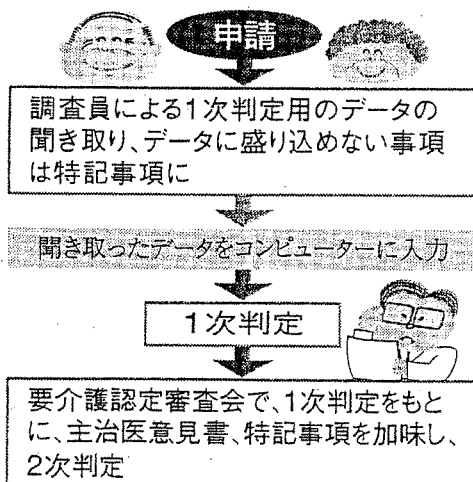 申請
調査員による1次判定用のデータの
聞き取り、データに盛り込めない事項
は特記事項に
聞き取ったデータをコンピューターに入力
1次判定
要介護認定審査会で、1次判定をもと
に、主治医意見書、特記事項を加味し、
2次判定